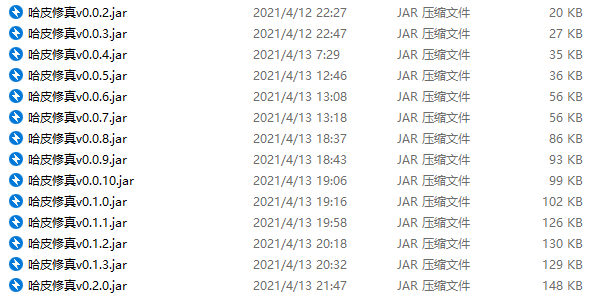 哈皮修真v0.0.2.jar 2021/4/12 22:27 JAR 压缩文件 20 KB
哈皮修真v0.0.3.jar 2021/4/12 22:47 JAR 压缩文件 27 KB
哈皮修真v0.0.4.jar 2021/4/13 7:29 JAR 压缩文件 35 KB
哈皮修真v0.0.5.jar 2021/4/13 12:46 JAR 压缩文件 36 KB
哈皮修真v0.0.6.jar 2021/4/13 13:08 JAR 压缩文件 56 KB
哈皮修真v0.0.7.jar 2021/4/13 13:18 JAR 压缩文件 56 KB
哈皮修真v0.0.8.jar 2021/4/13 18:37 JAR 压缩文件 86 KB
哈皮修真v0.0.9.jar 2021/4/13 18:43 JAR 压缩文件 93 KB
哈皮修真v0.0.10.jar 2021/4/13 19:06 JAR 压缩文件 99 KB
哈皮修真v0.1.0.jar 2021/4/13 19:16 JAR 压缩文件 102 KB
哈皮修真v0.1.1.jar 2021/4/13 19:58 JAR 压缩文件 126 KB
哈皮修真v0.1.2.jar 2021/4/13 20:18 JAR 压缩文件 130 KB
哈皮修真v0.1.3.jar 2021/4/13 20:32 JAR 压缩文件 129 KB
哈皮修真v0.2.0.jar 2021/4/13 21:47 JAR 压缩文件 148 KB